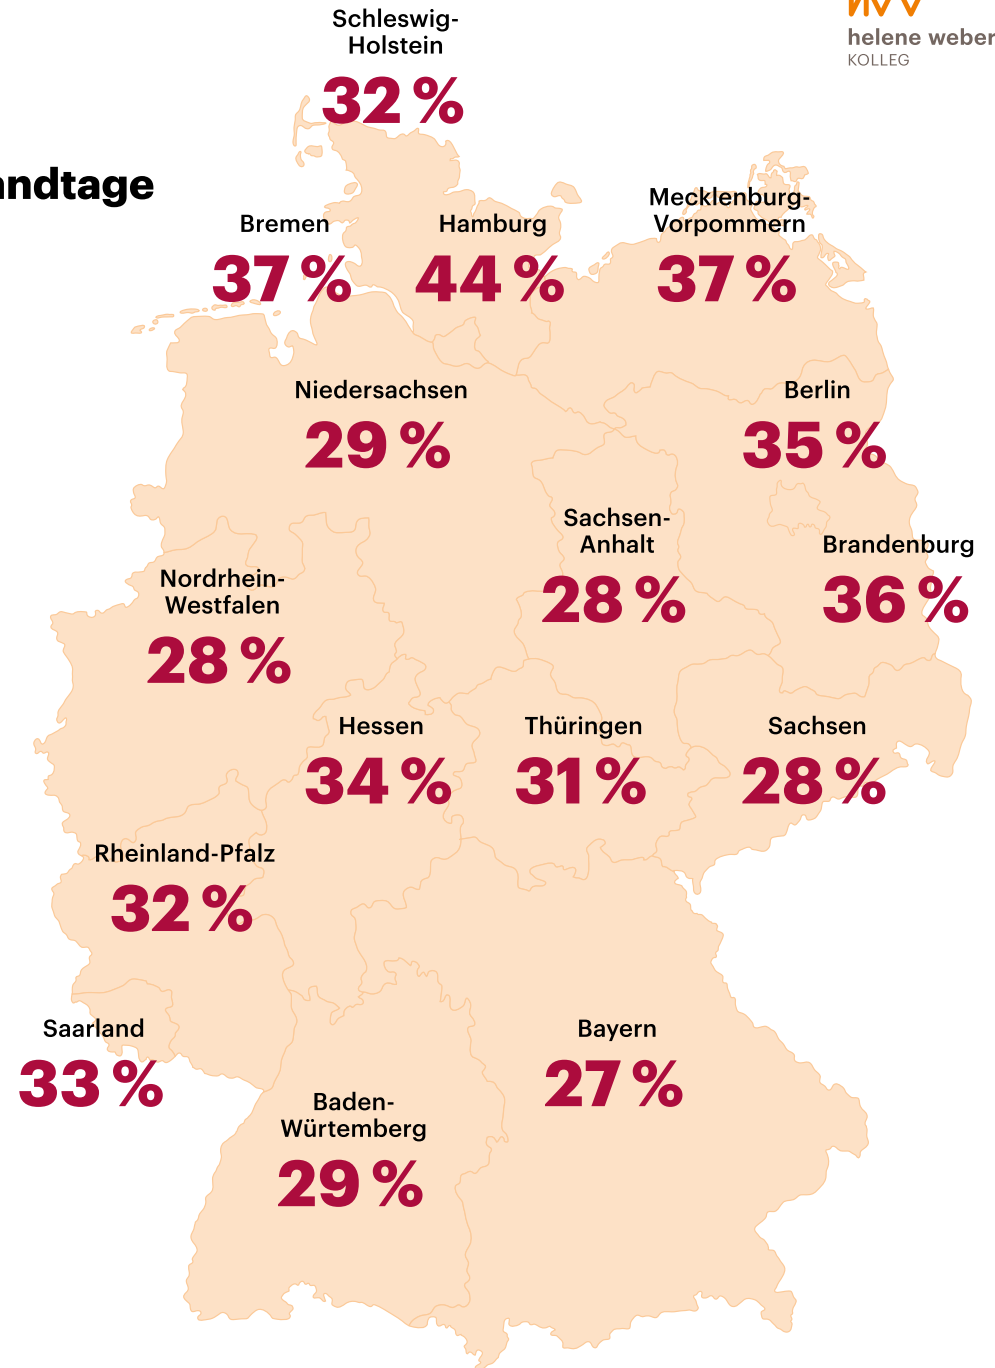 helene weber
KOLLEG
Schleswig-
Holstein
32 %
andtage
Bremen
37 %
Hamburg
44 %
Mecklenburg-
Vorpommern
37 %
Niedersachsen
29 %
Berlin
35 %
Sachsen-
Anhalt
28 %
Brandenburg
36 %
Nordrhein-
Westfalen
28 %
Hessen
34 %
Thüringen
31 %
Sachsen
28 %
Rheinland-Pfalz
32 %
Saarland
33 %
Bayern
27 %
Baden-
Würtemberg
29 %